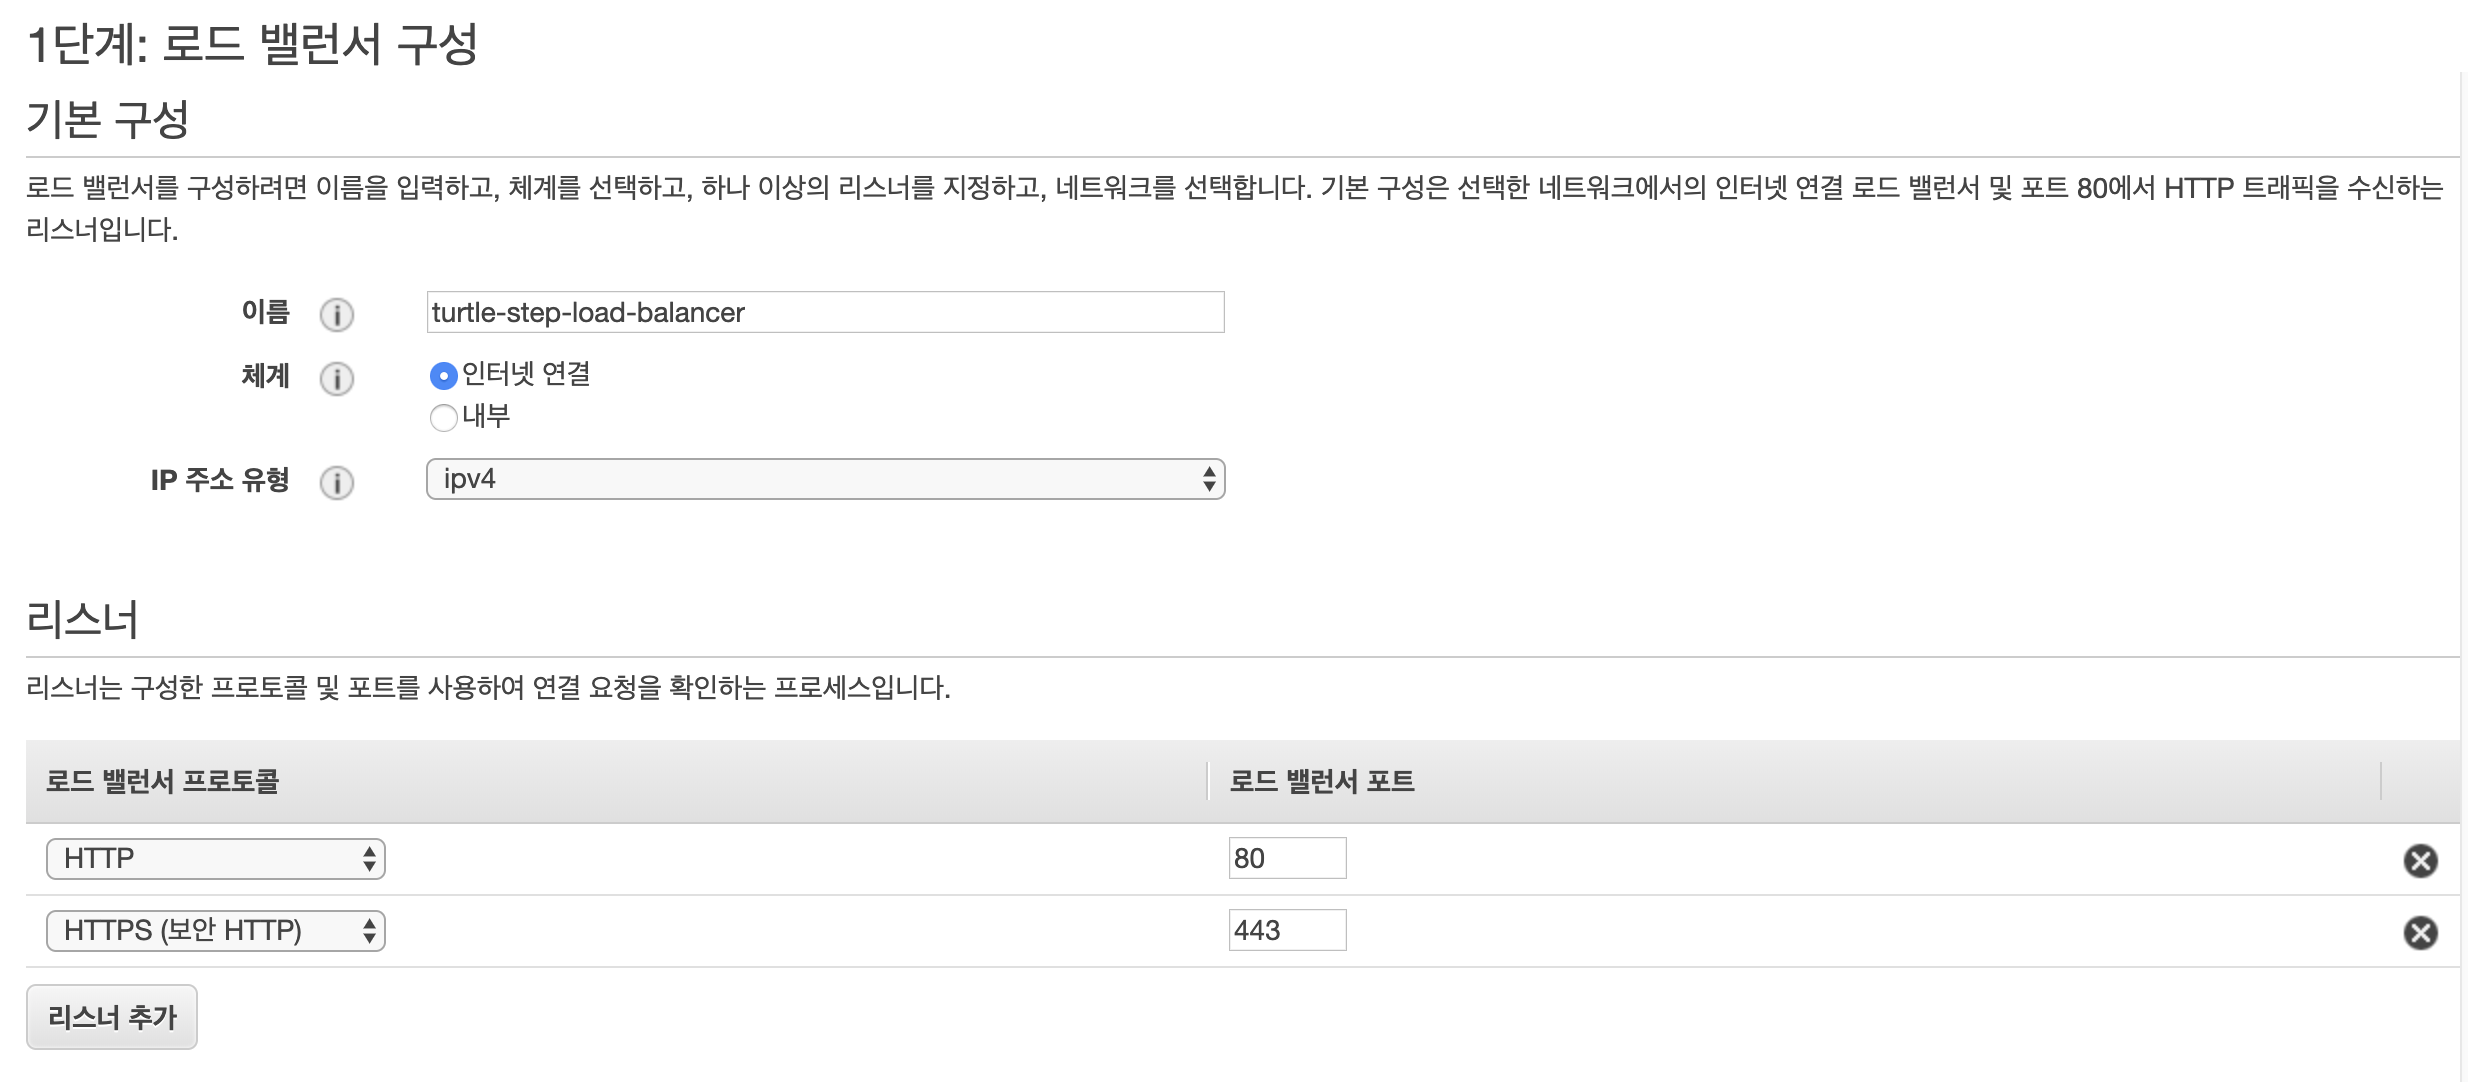 1단계: 로드 밸런서 구성
기본 구성
로드 밸런서를 구성하려면 이름을 입력하고, 체계를 선택하고, 하나 이상의 리스너를 지정하고, 네트워크를 선택합니다. 기본 구성은 선택한 네트워크에서의 인터넷 연결 로드 밸런서 및 포트 80에서 HTTP 트래픽을 수신하는
리스너입니다.
이름 i turtle-step-load-balancer
체계 i 인터넷 연결
내부
IP 주소 유형 i ipv4
리스너
리스너는 구성한 프로토콜 및 포트를 사용하여 연결 요청을 확인하는 프로세스입니다.
로드 밸런서 프로토콜 로드 밸런서 포트
HTTP 80
HTTPS (보안 HTTP) 443
리스너 추가